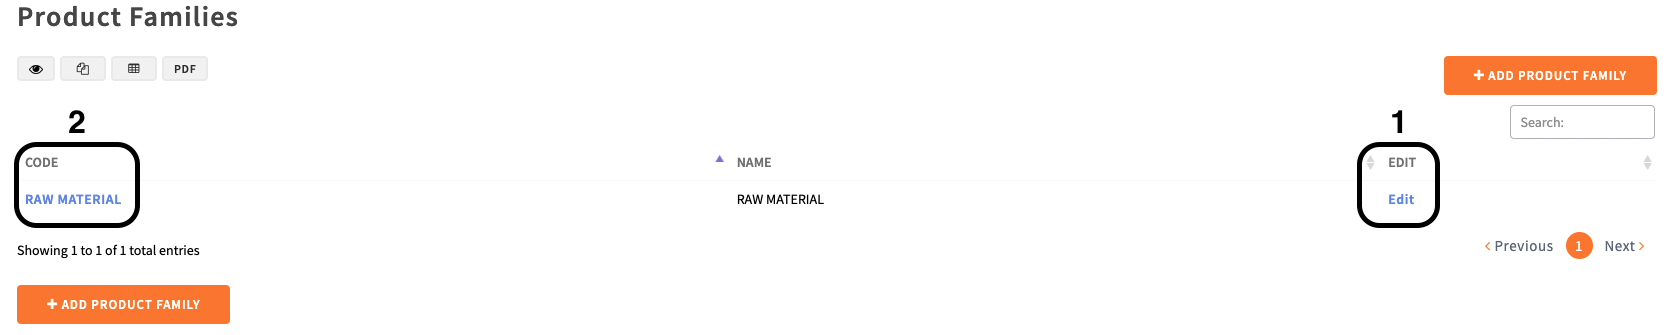 Product Families
PDF
+ ADD PRODUCT FAMILY
2
1
Search:
CODE NAME EDIT
RAW MATERIAL RAW MATERIAL Edit
Showing 1 to 1 of 1 total entries
Previous 1 Next
+ ADD PRODUCT FAMILY